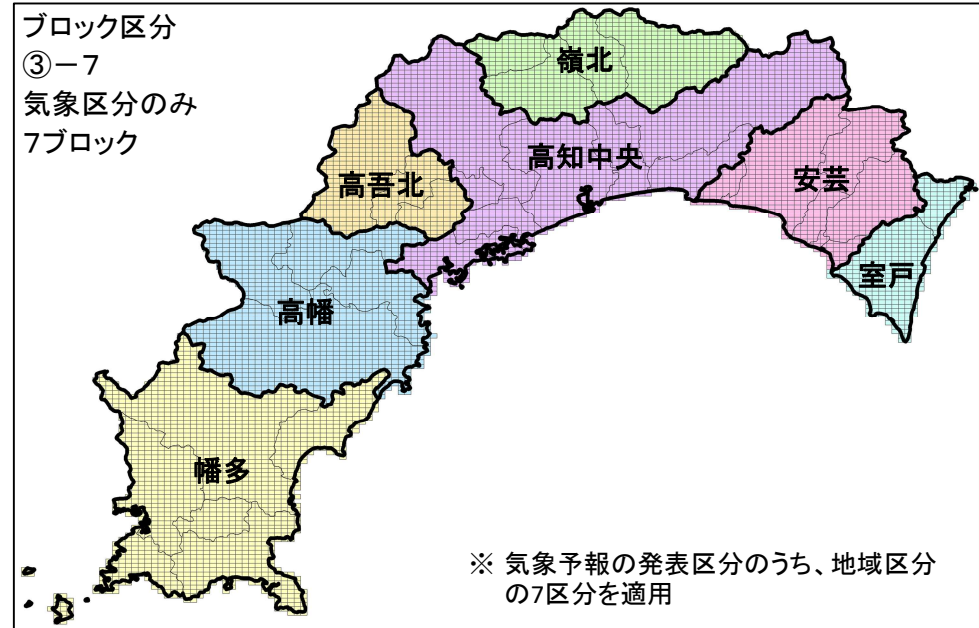 ブロック区分
③－7
気象区分のみ
7ブロック
嶺北
高知中央
高吾北
安芸
室戸
高幡
幡多
※ 気象予報の発表区分のうち、地域区分
の7区分を適用